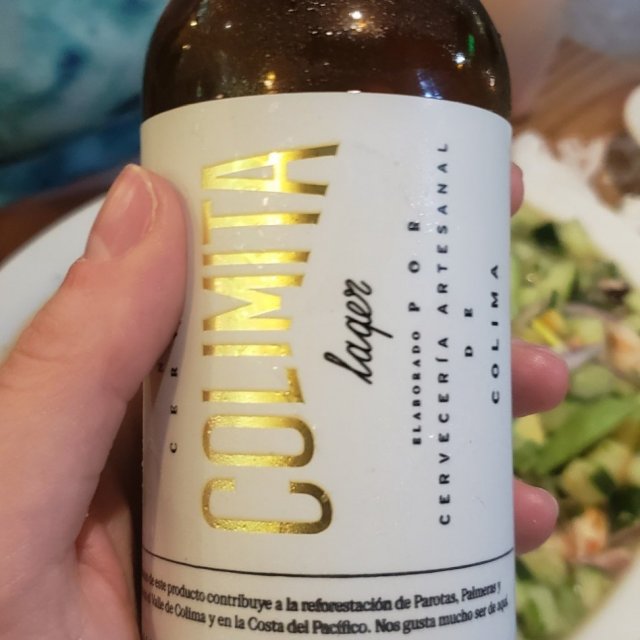 CER
COLIMITA
lager
ELABORADO POR
CERVECERÍA ARTESANAL
DE
COLIMA
de este producto contribuye a la reforestación de Parotas, Palmeras y
Valle de Colima y en la Costa del Pacífico. Nos gusta mucho ser de aquí.